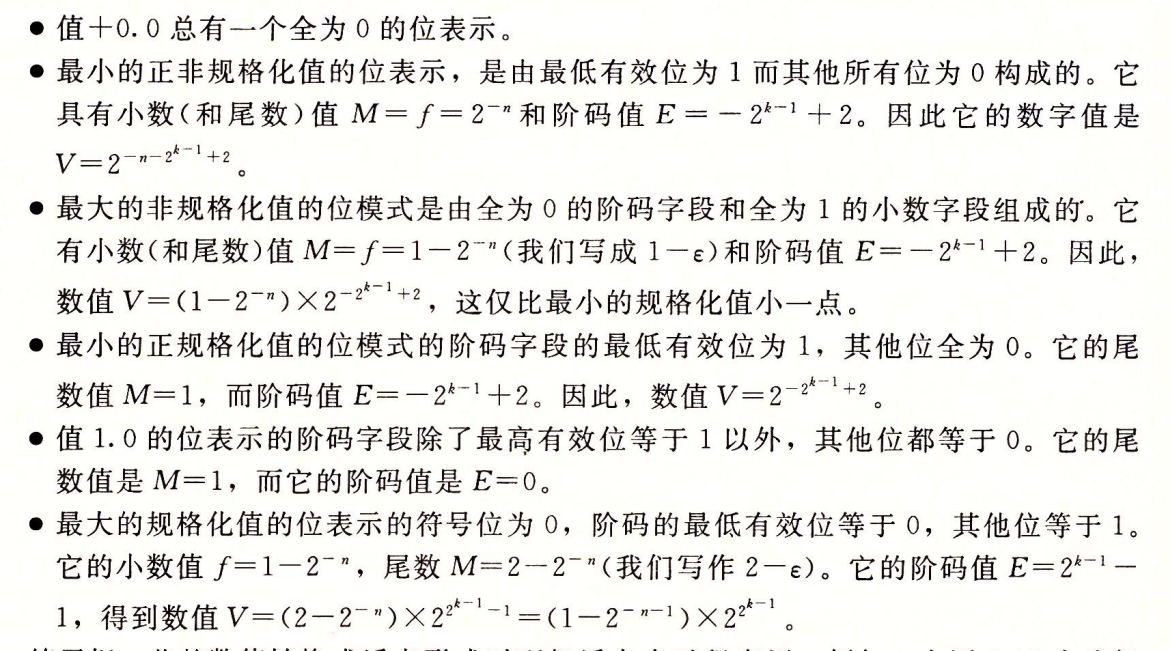 ● 值+0.0 总有一个全为 0 的位表示。
● 最小的正非规格化值的位表示，是由最低有效位为 1 而其他所有位为 0 构成的。它
具有小数(和尾数)值 M=f=2⁻ⁿ 和阶码值 E=-2ᵏ⁻¹+2。因此它的数字值是
V=2^{-n-2^{k-1}+2}。
● 最大的非规格化值的位模式是由全为 0 的阶码字段和全为 1 的小数字段组成的。它
有小数(和尾数)值 M=f=1-2⁻ⁿ(我们写成 1-ε)和阶码值 E=-2ᵏ⁻¹+2。因此，
数值 V=(1-2⁻ⁿ)×2^{-2^{k-1}+2}，这仅比最小的规格化值小一点。
● 最小的正规格化值的位模式的阶码字段的最低有效位为 1，其他位全为 0。它的尾
数值 M=1，而阶码值 E=-2ᵏ⁻¹+2。因此，数值 V=2^{-2^{k-1}+2}。
● 值 1.0 的位表示的阶码字段除了最高有效位等于 1 以外，其他位都等于 0。它的尾
数值是 M=1，而它的阶码值是 E=0。
● 最大的规格化值的位表示的符号位为 0，阶码的最低有效位等于 0，其他位等于 1。
它的小数值 f=1-2⁻ⁿ，尾数 M=2-2⁻ⁿ(我们写作 2-ε)。它的阶码值 E=2ᵏ⁻¹-
1，得到数值 V=(2-2⁻ⁿ)×2^{2^{k-1}-1}=(1-2⁻ⁿ⁻¹)×2^{2^{k-1}}。